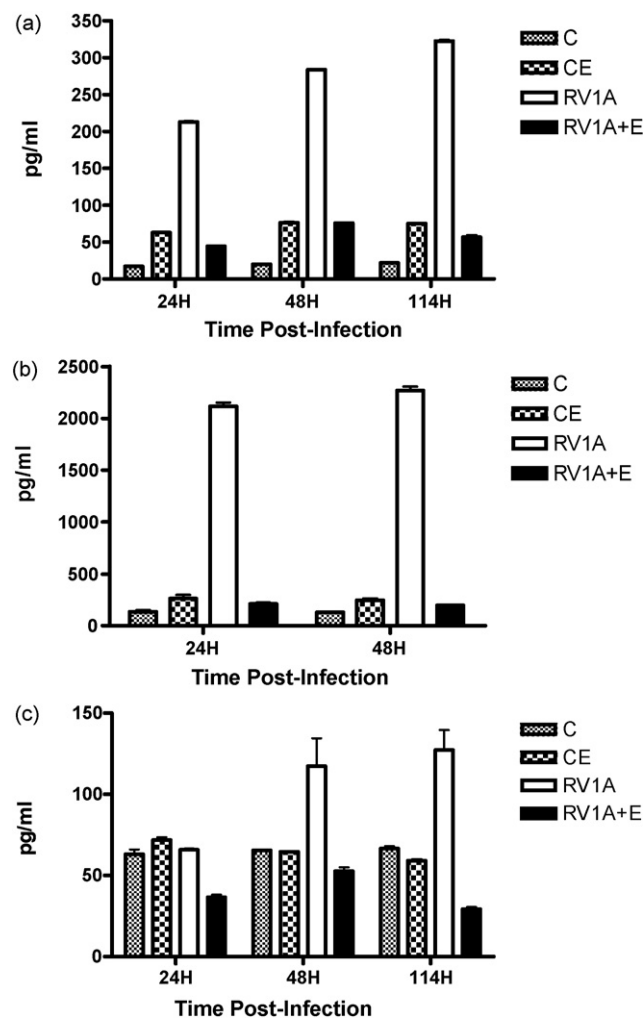 (a)
350
300
250
200
150
100
50
0
pg/ml
24H 48H 114H
Time Post-Infection
C
CE
RV1A
RV1A+E
(b)
2500
2000
1500
1000
500
0
pg/ml
24H 48H
Time Post-Infection
C
CE
RV1A
RV1A+E
(c)
150
100
50
0
pg/ml
24H 48H 114H
Time Post-Infection
C
CE
RV1A
RV1A+E